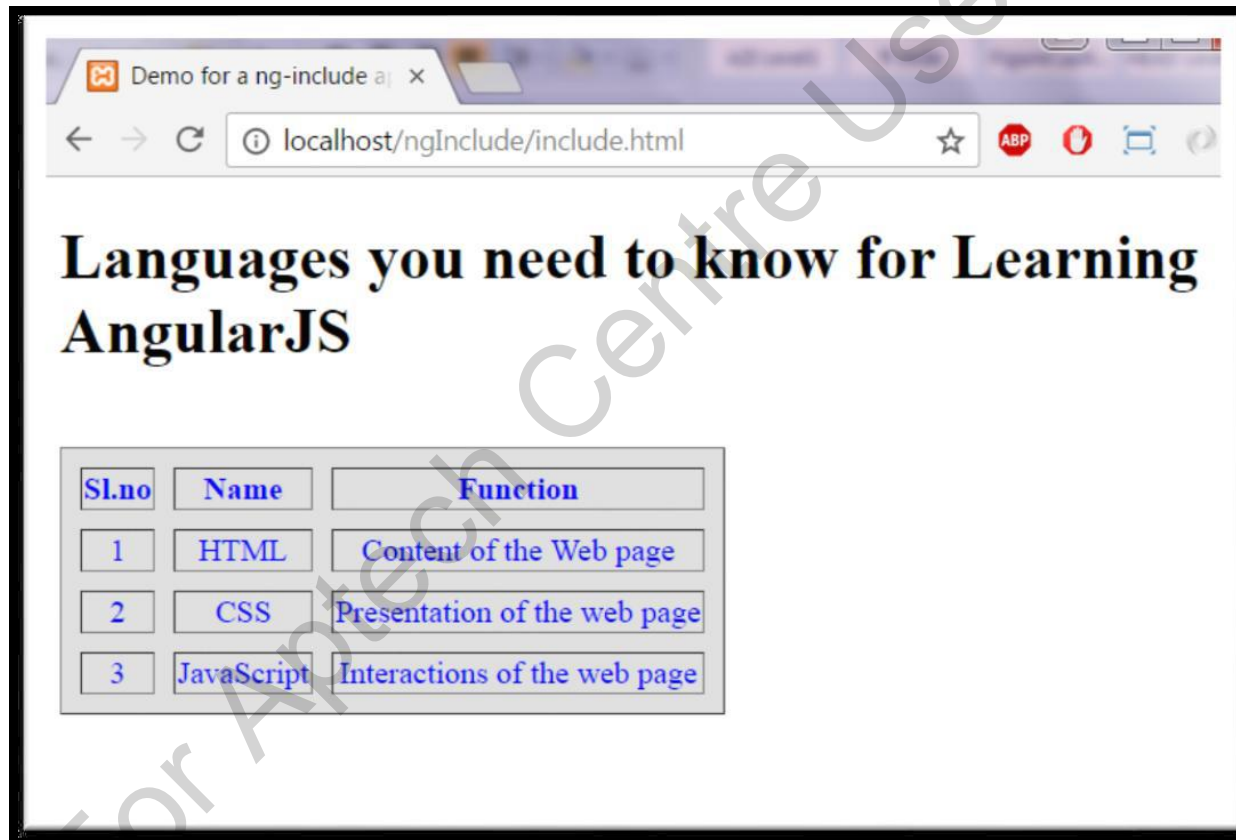 Demo for a ng-include a
localhost/ngInclude/include.html
ABP
Languages you need to know for Learning
AngularJS
Sl.no Name Function
1 HTML Content of the Web page
2 CSS Presentation of the web page
3 JavaScript Interactions of the web page
For Aptech Centre Use